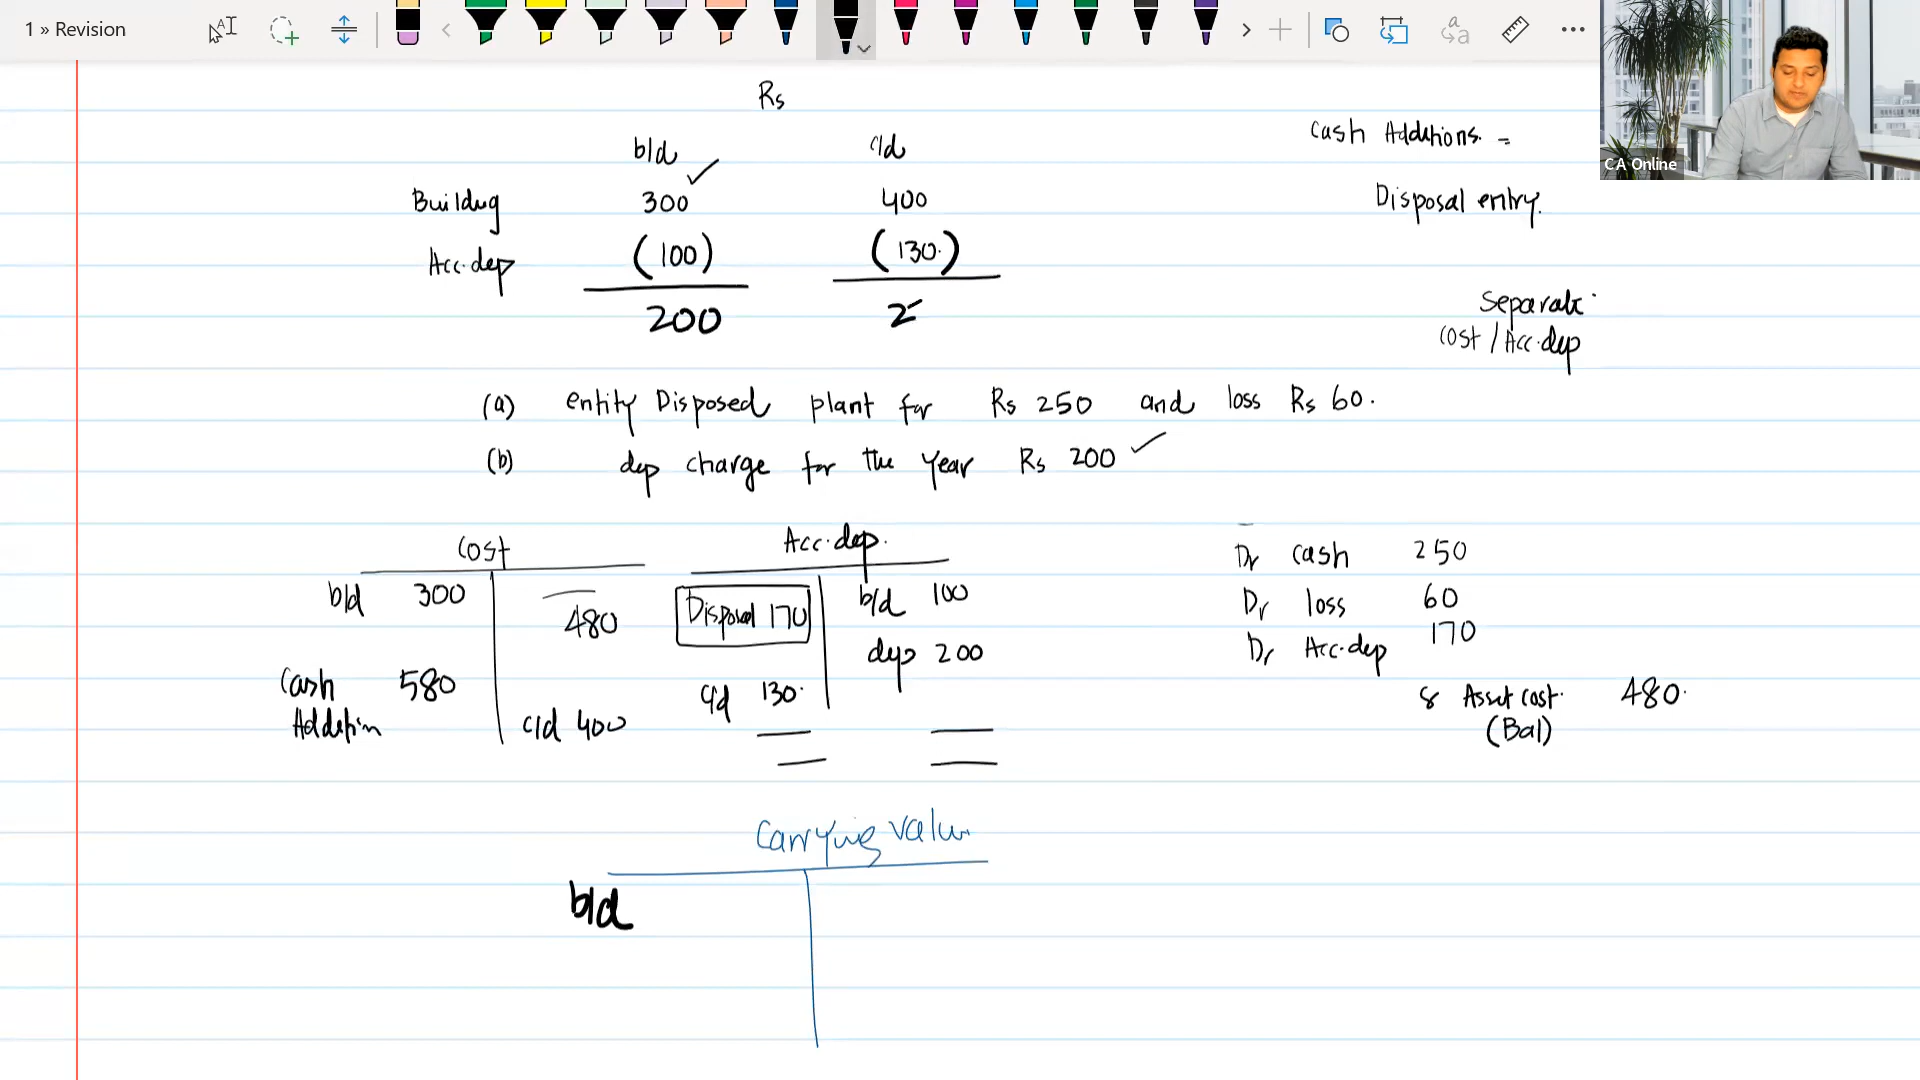 1 » Revision
CA Online
Rs
b/d c/d
Building 300 400
Acc.dep (100) (130.)
200 2
Cash Additions. =
Disposal entry.
Separate
Cost / Acc.dep
(a) entity Disposed plant for Rs 250 and loss Rs 60.
(b) dep charge for the year Rs 200
Cost
b/d 300
480
Cash 580
Addition
c/d 400
Acc.dep.
Disposal 170 b/d 100
dep 200
c/d 130.
Dr Cash 250
Dr loss 60
Dr Acc.dep 170
Asset cost. 480.
(Bal)
Carrying value
b/d